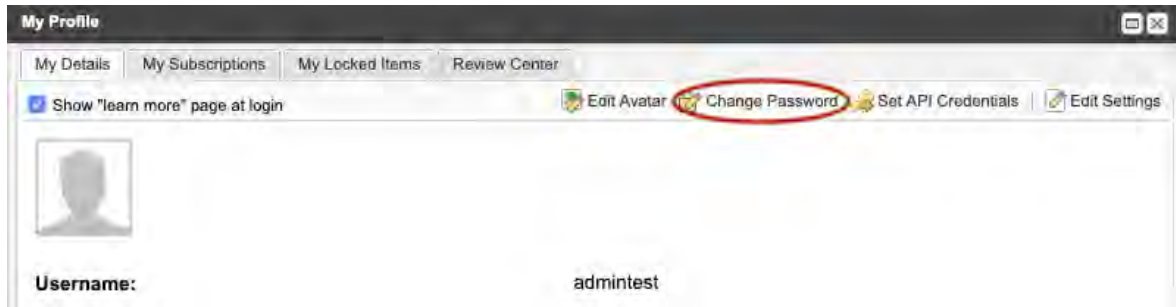 My Profile
My Details My Subscriptions My Locked Items Review Center
Show "learn more" page at login Edit Avatar Change Password Set API Credentials Edit Settings
Username: admintest